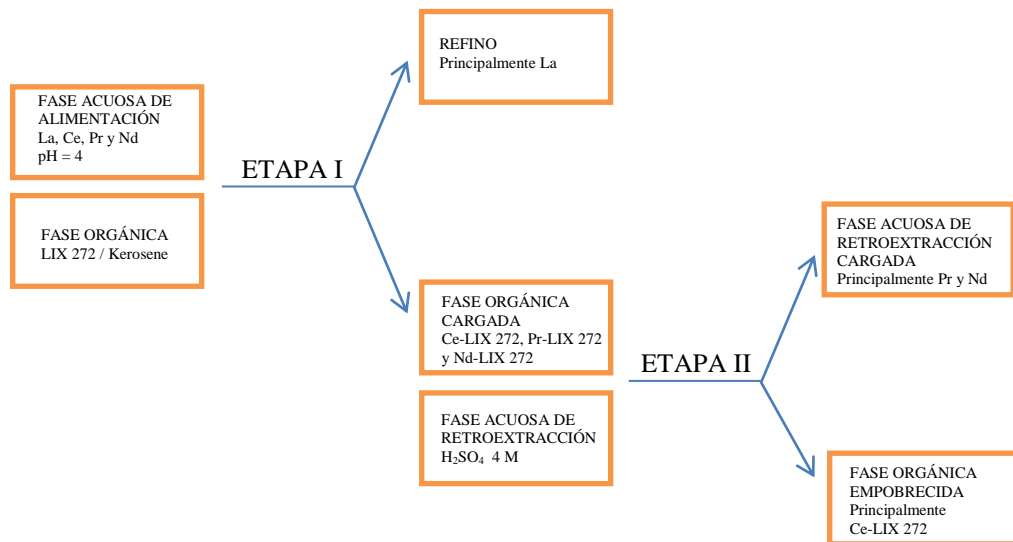 REFINO
Principalmente La
FASE ACUOSA DE
ALIMENTACIÓN
La, Ce, Pr y Nd
pH = 4
ETAPA I
FASE ORGÁNICA
LIX 272 / Kerosene
FASE ORGÁNICA
CARGADA
Ce-LIX 272, Pr-LIX 272
y Nd-LIX 272
FASE ACUOSA DE
RETROEXTRACCIÓN
H₂SO₄ 4 M
ETAPA II
FASE ACUOSA DE
RETROEXTRACCIÓN
CARGADA
Principalmente Pr y Nd
FASE ORGÁNICA
EMPOBRECIDA
Principalmente
Ce-LIX 272